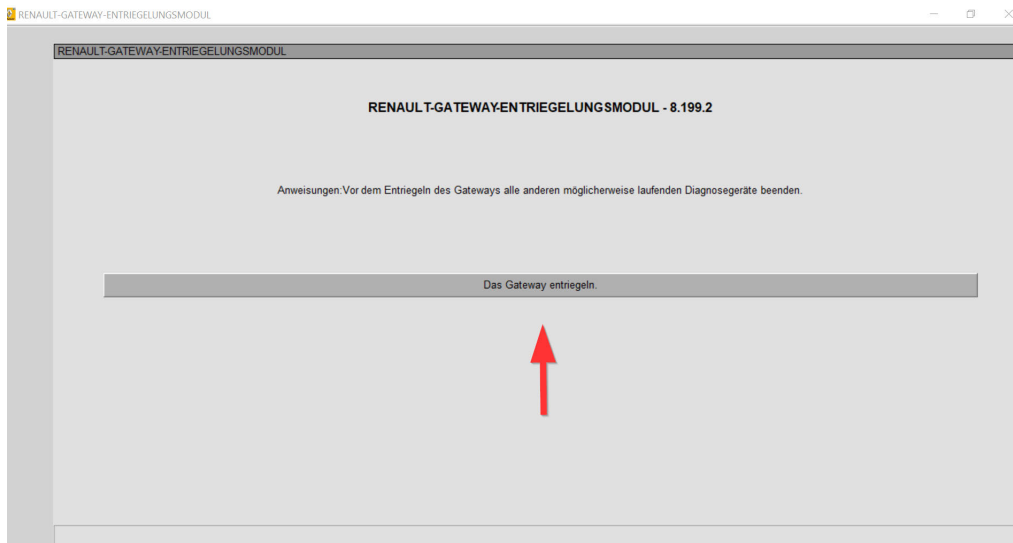 RENAULT-GATEWAY-ENTRIEGELUNGSMODUL
RENAULT-GATEWAY-ENTRIEGELUNGSMODUL
RENAULT-GATEWAY-ENTRIEGELUNGSMODUL - 8.199.2
Anweisungen:Vor dem Entriegeln des Gateways alle anderen möglicherweise laufenden Diagnosegeräte beenden.
Das Gateway entriegeln.